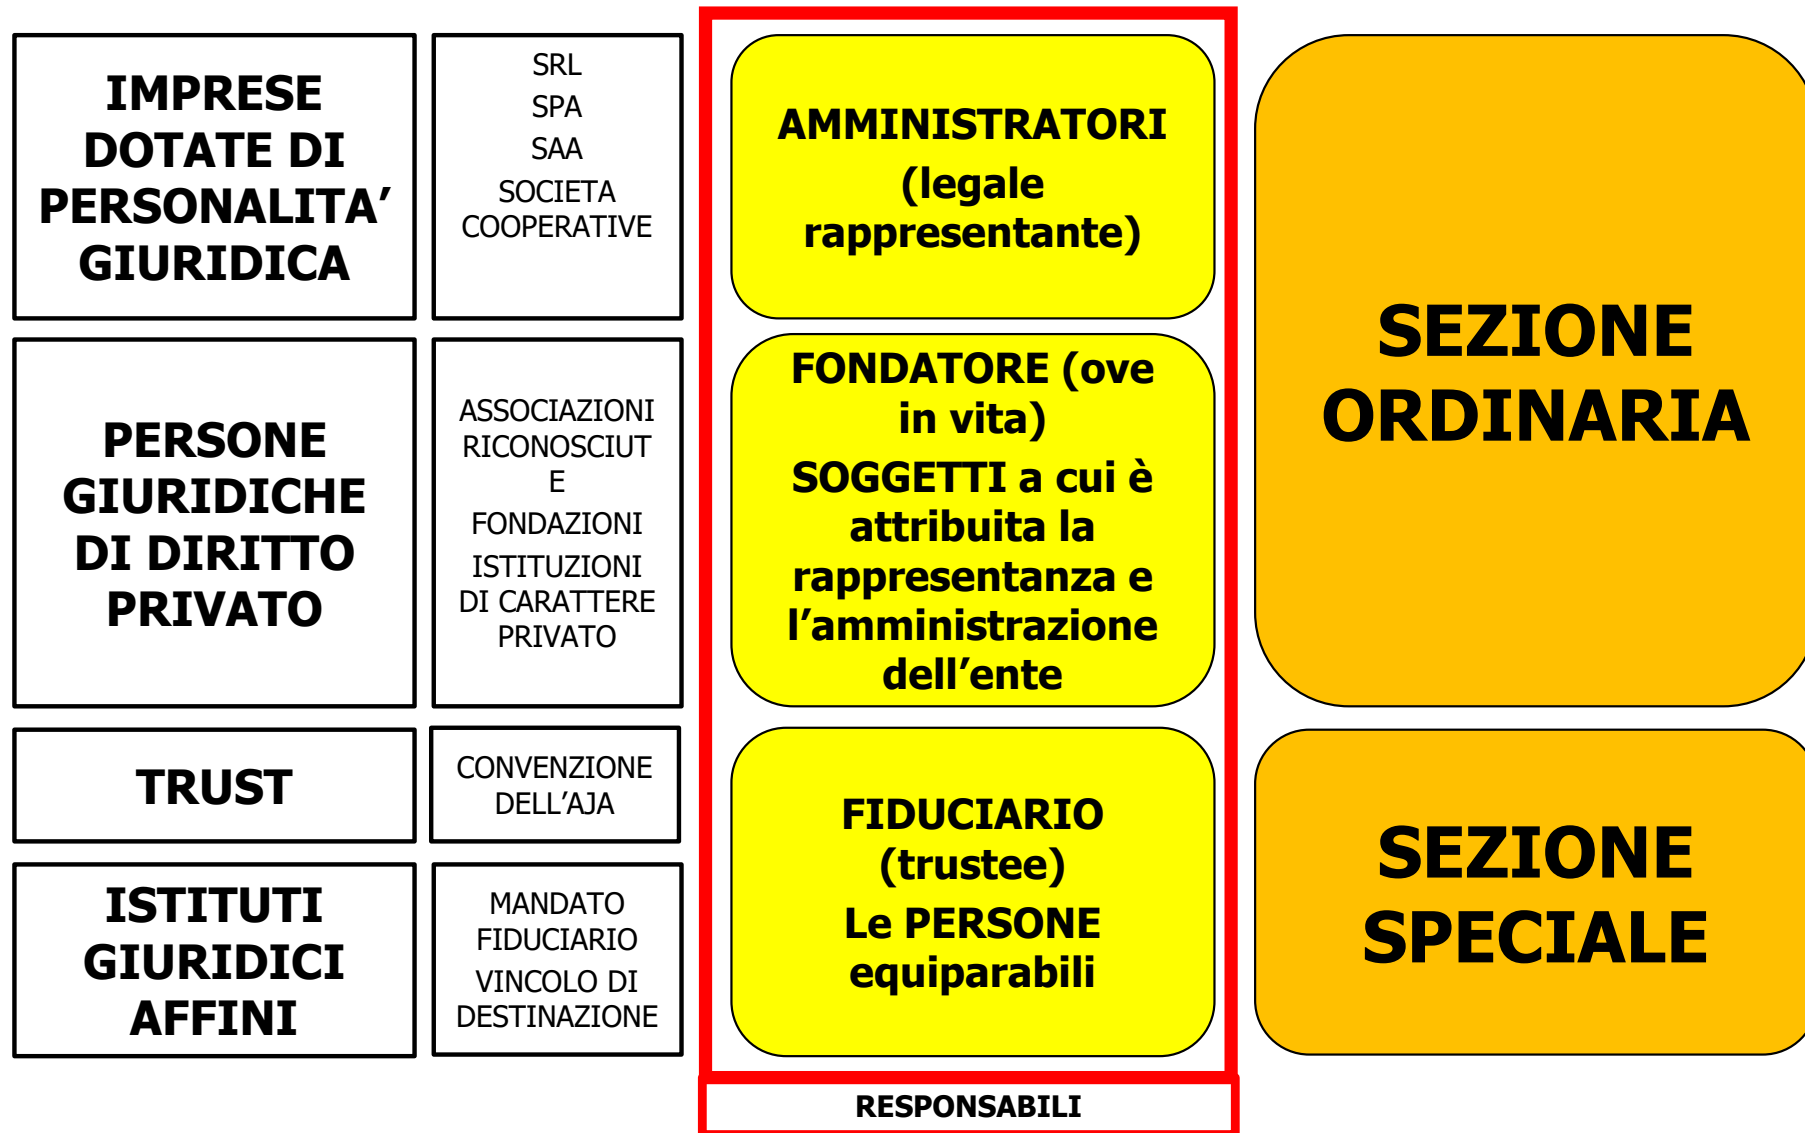 IMPRESE
DOTATE DI
PERSONALITA’
GIURIDICA
SRL
SPA
SAA
SOCIETA
COOPERATIVE
AMMINISTRATORI
(legale
rappresentante)
SEZIONE
ORDINARIA
PERSONE
GIURIDICHE
DI DIRITTO
PRIVATO
ASSOCIAZIONI
RICONOSCIUT
E
FONDAZIONI
ISTITUZIONI
DI CARATTERE
PRIVATO
FONDATORE (ove
in vita)
SOGGETTI a cui è
attribuita la
rappresentanza e
l’amministrazione
dell’ente
TRUST
CONVENZIONE
DELL’AJA
FIDUCIARIO
(trustee)
Le PERSONE
equiparabili
SEZIONE
SPECIALE
ISTITUTI
GIURIDICI
AFFINI
MANDATO
FIDUCIARIO
VINCOLO DI
DESTINAZIONE
RESPONSABILI